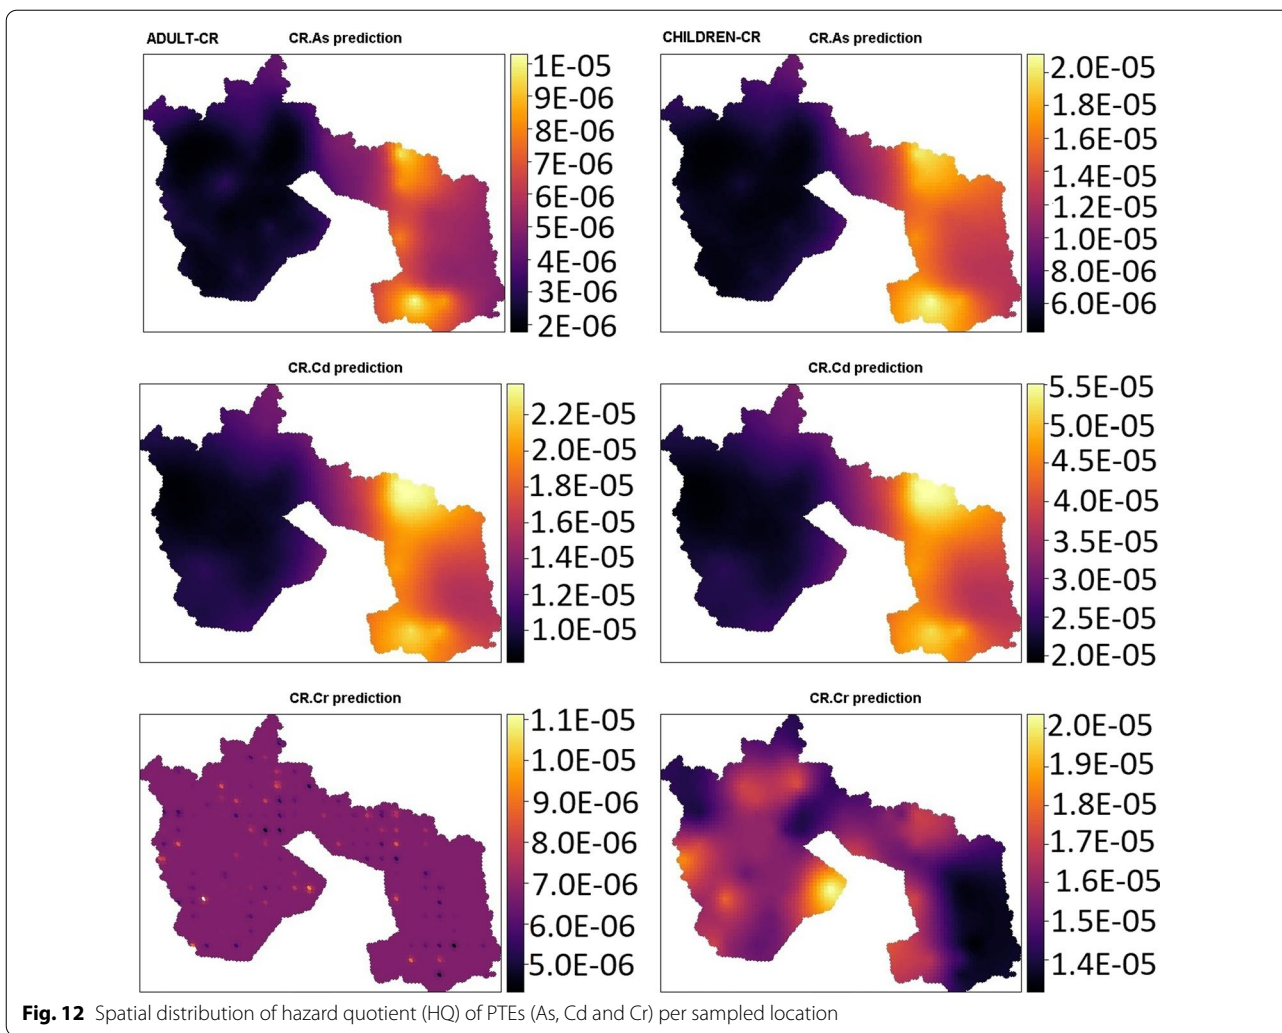 ADULT-CR CR.As prediction
1E-05
9E-06
8E-06
7E-06
6E-06
5E-06
4E-06
3E-06
2E-06
CHILDREN-CR CR.As prediction
2.0E-05
1.8E-05
1.6E-05
1.4E-05
1.2E-05
1.0E-05
8.0E-06
6.0E-06
CR.Cd prediction
2.2E-05
2.0E-05
1.8E-05
1.6E-05
1.4E-05
1.2E-05
1.0E-05
CR.Cd prediction
5.5E-05
5.0E-05
4.5E-05
4.0E-05
3.5E-05
3.0E-05
2.5E-05
2.0E-05
CR.Cr prediction
1.1E-05
1.0E-05
9.0E-06
8.0E-06
7.0E-06
6.0E-06
5.0E-06
CR.Cr prediction
2.0E-05
1.9E-05
1.8E-05
1.7E-05
1.6E-05
1.5E-05
1.4E-05
Fig. 12 Spatial distribution of hazard quotient (HQ) of PTEs (As, Cd and Cr) per sampled location